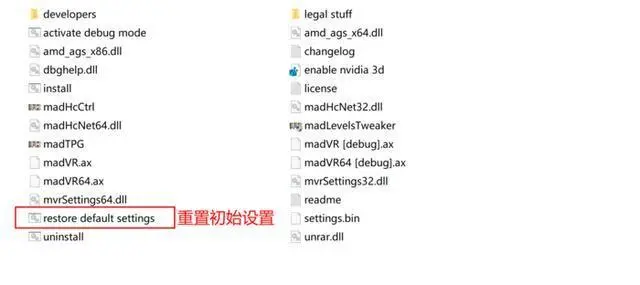 developers
activate debug mode
amd_ags_x86.dll
dbghelp.dll
install
madHcCtrl
madHcNet64.dll
madTPG
madVR.ax
madVR64.ax
mvrSettings64.dll
restore default settings 重置初始设置
uninstall
legal stuff
amd_ags_x64.dll
changelog
enable nvidia 3d
license
madHcNet32.dll
madLevelsTweaker
madVR [debug].ax
madVR64 [debug].ax
mvrSettings32.dll
readme
settings.bin
unrar.dll